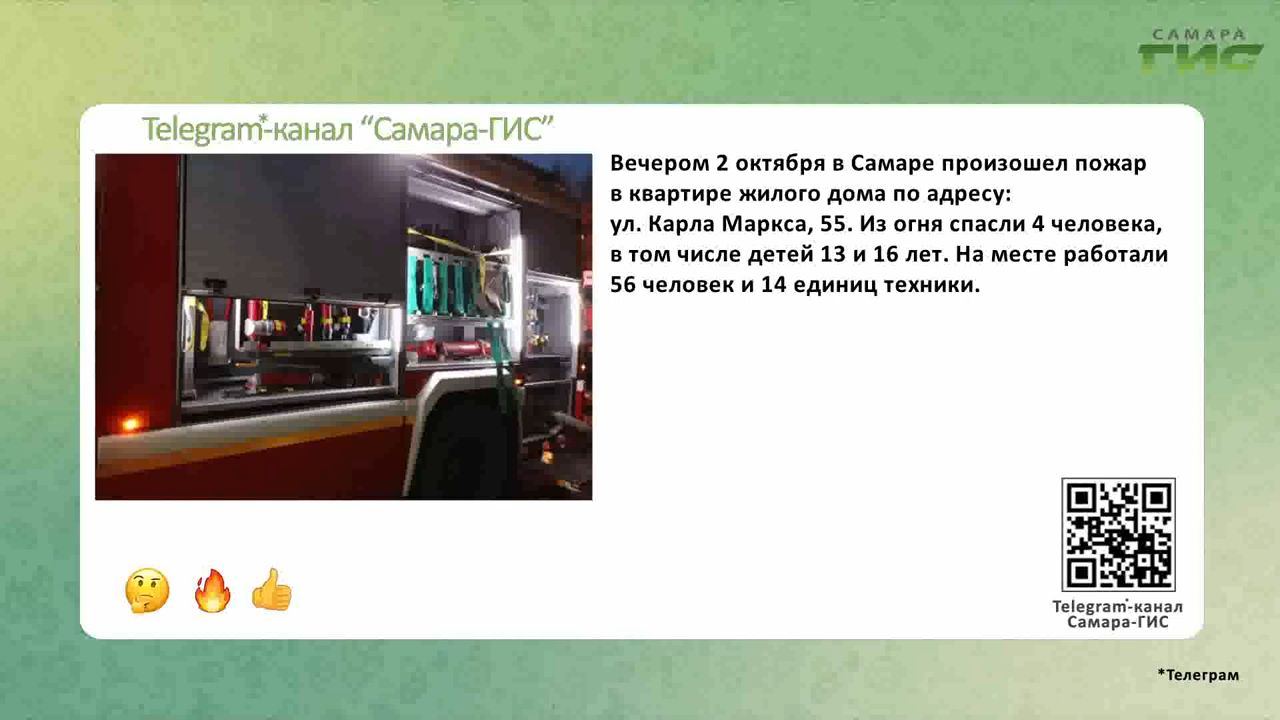 САМАРА
ГИС
Telegram*-канал “Самара-ГИС”
Вечером 2 октября в Самаре произошел пожар
в квартире жилого дома по адресу:
ул. Карла Маркса, 55. Из огня спасли 4 человека,
в том числе детей 13 и 16 лет. На месте работали
56 человек и 14 единиц техники.
Telegram*-канал
Самара-ГИС
*Телеграм